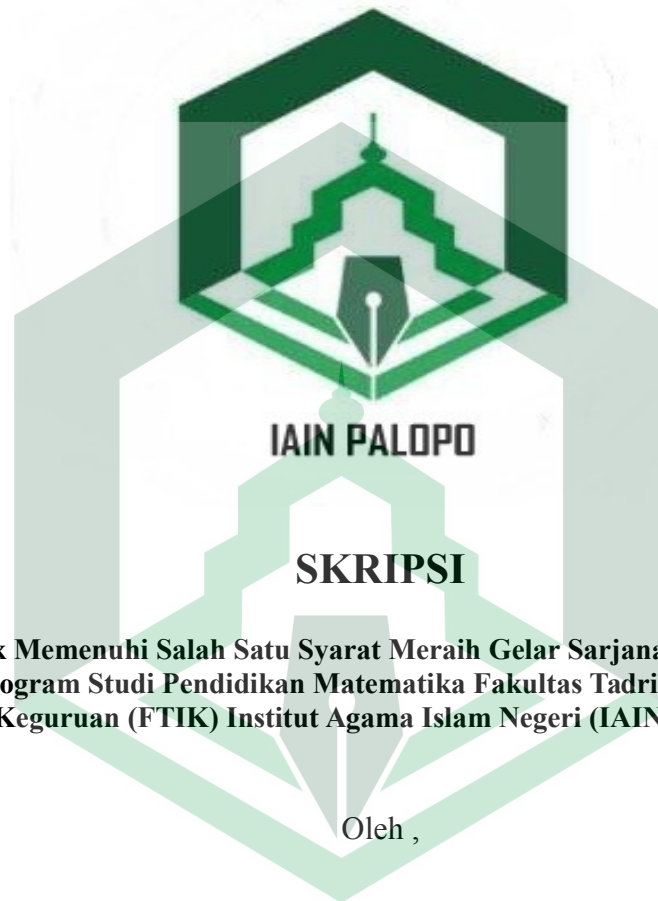 IAIN PALOPO
SKRIPSI
Memenuhi Salah Satu Syarat Meraih Gelar Sarjana
ogram Studi Pendidikan Matematika Fakultas Tadri
Keguruan (FTIK) Institut Agama Islam Negeri (IAIN
Oleh ,